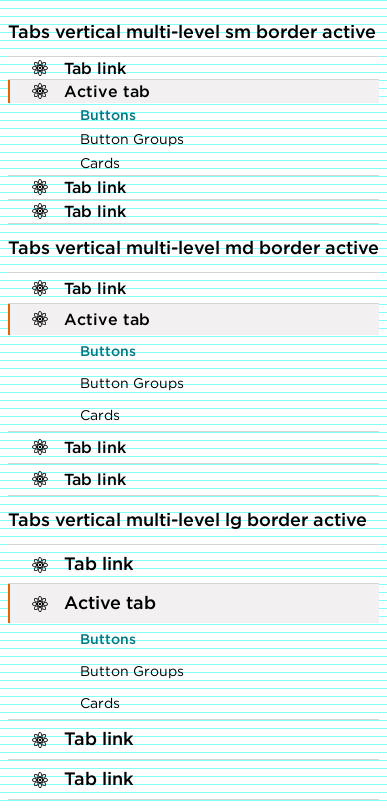 Tabs vertical multi-level sm border active
Tab link
Active tab
Buttons
Button Groups
Cards
Tab link
Tab link
Tabs vertical multi-level md border active
Tab link
Active tab
Buttons
Button Groups
Cards
Tab link
Tab link
Tabs vertical multi-level lg border active
Tab link
Active tab
Buttons
Button Groups
Cards
Tab link
Tab link